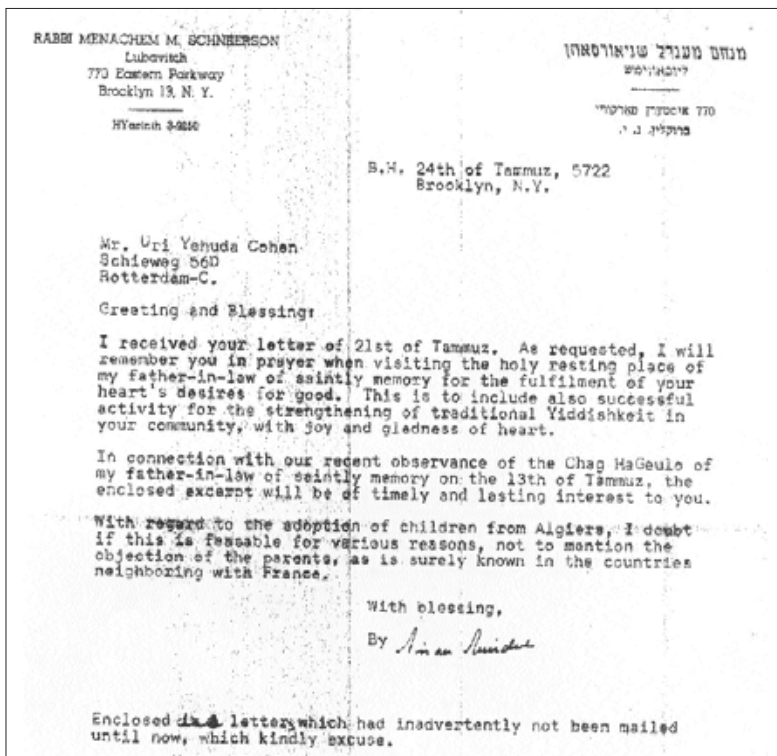 RABBI MENACHEM M. SCHNEERSON
Lubavitch
770 Eastern Parkway
Brooklyn 13, N. Y.
HYacinth 3-9250
מנחם מענדל שניאורסאהן
ליובאוויטש
770 איסטערן פארקוויי
ברוקלין, נ. י.
B.H. 24th of Tammuz, 5722
Brooklyn, N.Y.
Mr. Uri Yehuda Cohen
Schieweg 56D
Rotterdam-C.
Greeting and Blessing:
I received your letter of 21st of Tammuz. As requested, I will
remember you in prayer when visiting the holy resting place of
my father-in-law of saintly memory for the fulfilment of your
heart's desires for good. This is to include also successful
activity for the strengthening of traditional Yiddishkeit in
your community, with joy and gladness of heart.
In connection with our recent observance of the Chag HaGeulo of
my father-in-law of saintly memory on the 13th of Tammuz, the
enclosed excerpt will be of timely and lasting interest to you.
With regard to the adoption of children from Algiers, I doubt
if this is feasable for various reasons, not to mention the
objection of the parents, as is surely known in the countries
neighboring with France.
With blessing,
By
Enclosed letter, which had inadvertently not been mailed
until now, which kindly excuse.